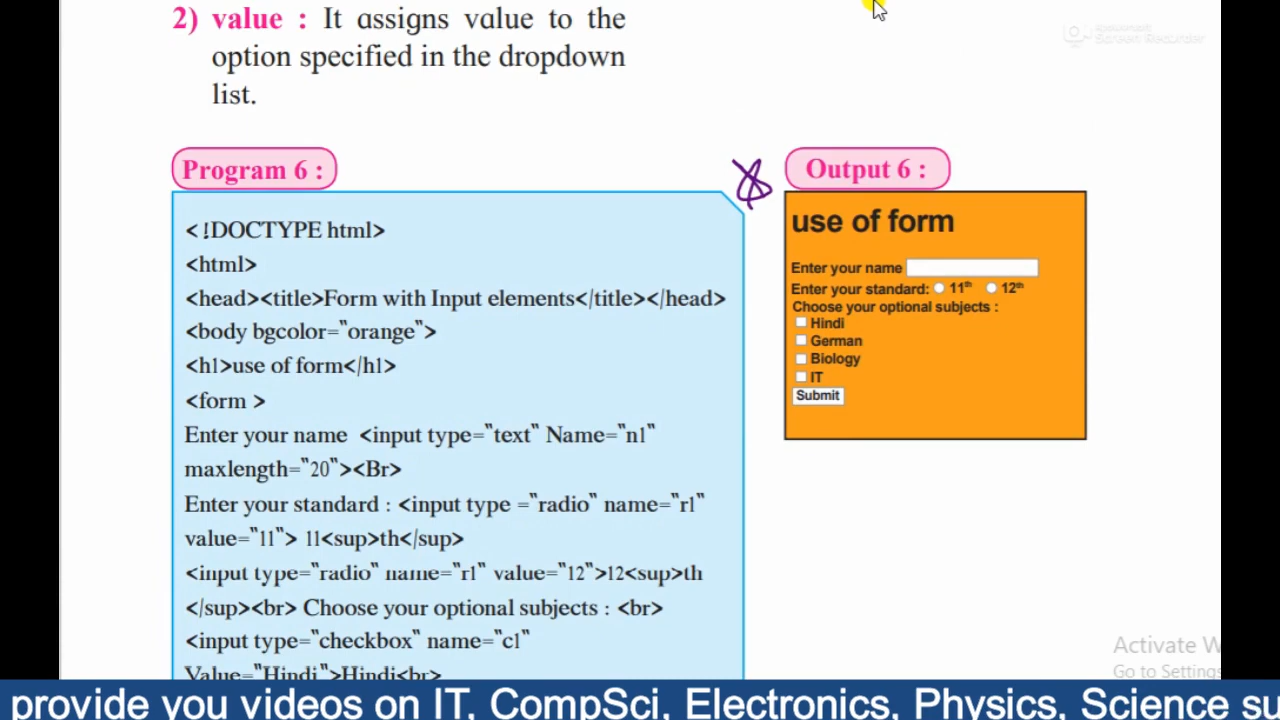 2) value : It assigns value to the
option specified in the dropdown
list.
Program 6 :
Output 6 :
<!DOCTYPE html>
<html>
<head><title>Form with Input elements</title></head>
<body bgcolor="orange">
<h1>use of form</h1>
<form >
Enter your name <input type="text" Name="n1"
maxlength="20"><Br>
Enter your standard : <input type ="radio" name="r1"
value="11"> 11<sup>th</sup>
<input type="radio" name="r1" value="12">12<sup>th
</sup><br> Choose your optional subjects : <br>
<input type="checkbox" name="c1"
Value="Hindi">Hindi<br>
use of form
Enter your name
Enter your standard: 11th 12th
Choose your optional subjects :
Hindi
German
Biology
IT
Submit
Screen Recorder
Activate W
Go to Settings
provide you videos on IT, CompSci, Electronics, Physics, Science su